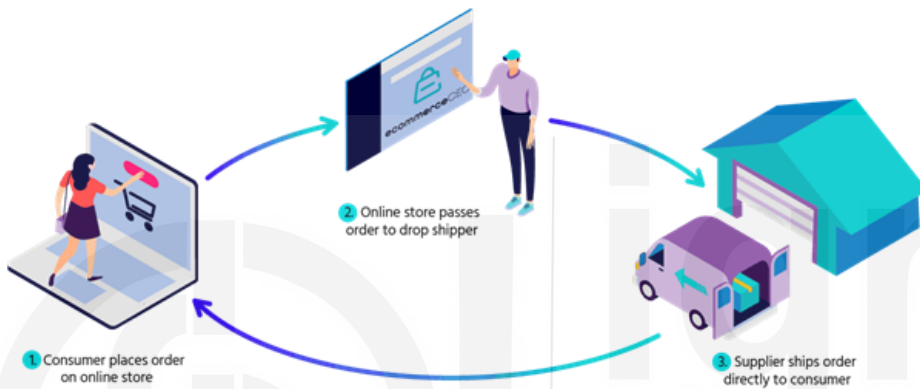 ecommerceCEO
2. Online store passes
order to drop shipper
1. Consumer places order
on online store
3. Supplier ships order
directly to consumer